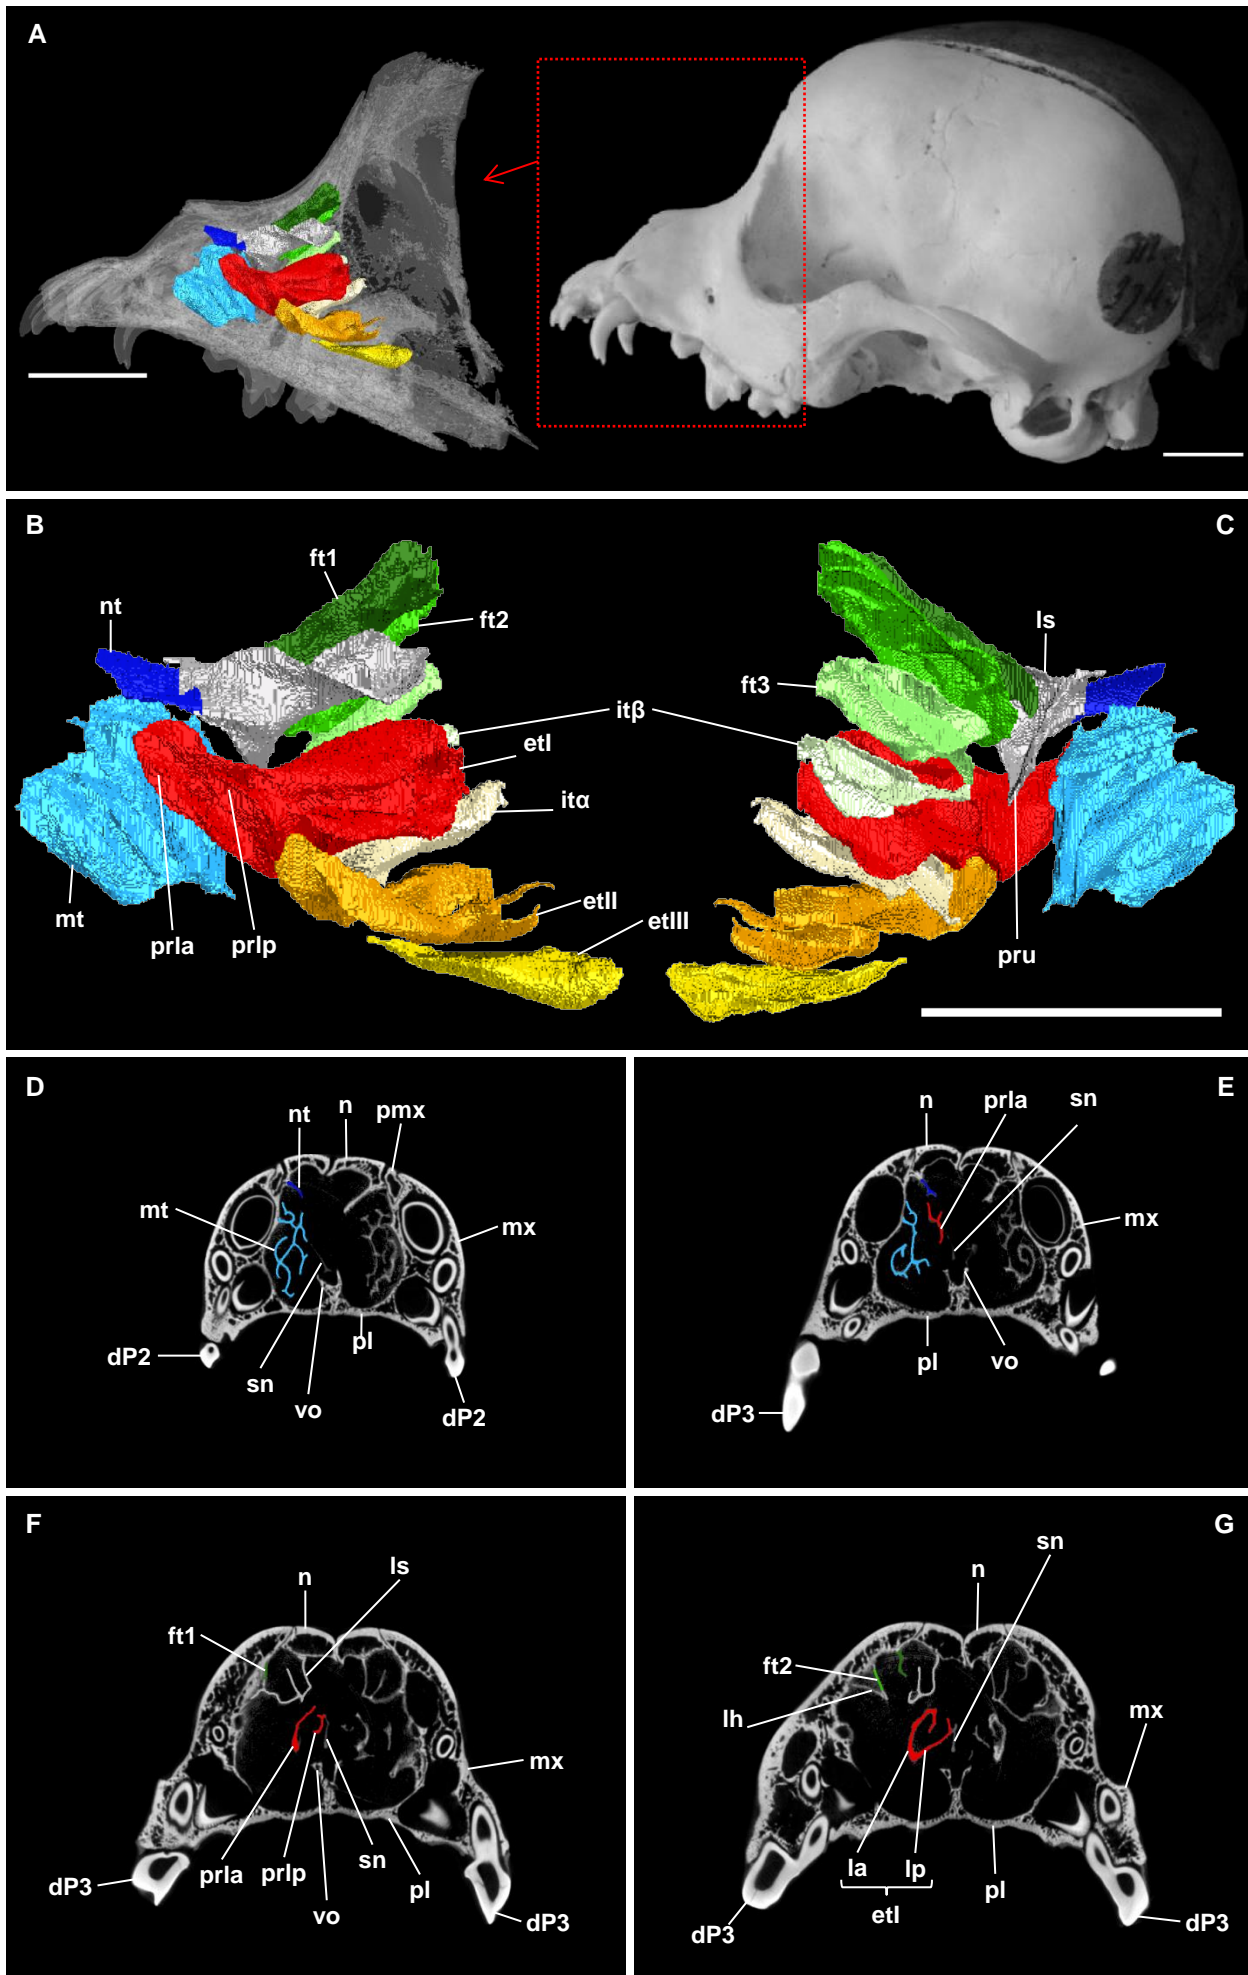 A
B
C
ft1
nt
ft2
ls
ft3
itβ
etI
itα
etII
etIII
mt
prla
prlp
pru
D
nt
n
pmx
mt
mx
dP2
sn
vo
pl
dP2
E
n
prla
sn
mx
pl
vo
dP3
F
n
ls
ft1
mx
dP3
prla
prlp
vo
sn
pl
dP3
G
sn
n
ft2
lh
mx
la
lp
etI
pl
dP3
dP3